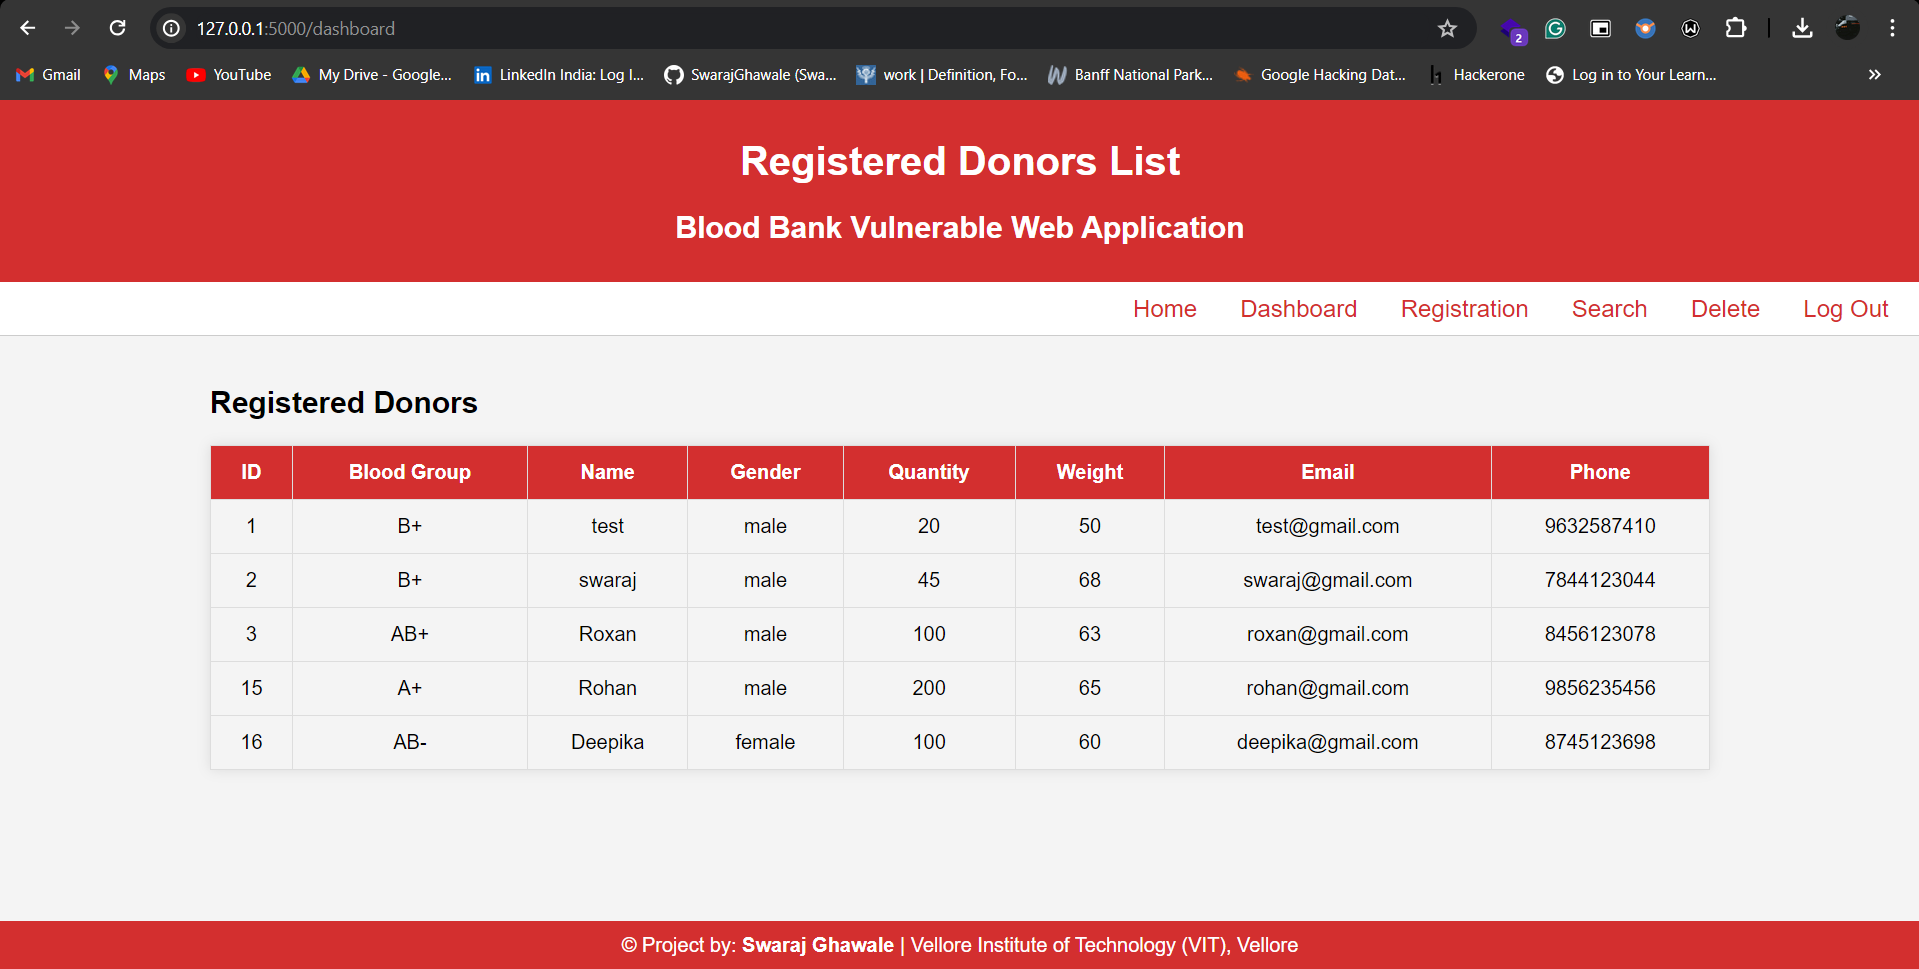 127.0.0.1:5000/dashboard
2
Gmail Maps YouTube My Drive - Google... LinkedIn India: Log I... SwarajGhawale (Swa... work | Definition, Fo... Banff National Park... Google Hacking Dat... Hackerone Log in to Your Learn...
Registered Donors List
Blood Bank Vulnerable Web Application
Home Dashboard Registration Search Delete Log Out
Registered Donors
ID Blood Group Name Gender Quantity Weight Email Phone
1 B+ test male 20 50 test@gmail.com 9632587410
2 B+ swaraj male 45 68 swaraj@gmail.com 7844123044
3 AB+ Roxan male 100 63 roxan@gmail.com 8456123078
15 A+ Rohan male 200 65 rohan@gmail.com 9856235456
16 AB- Deepika female 100 60 deepika@gmail.com 8745123698
© Project by: Swaraj Ghawale | Vellore Institute of Technology (VIT), Vellore